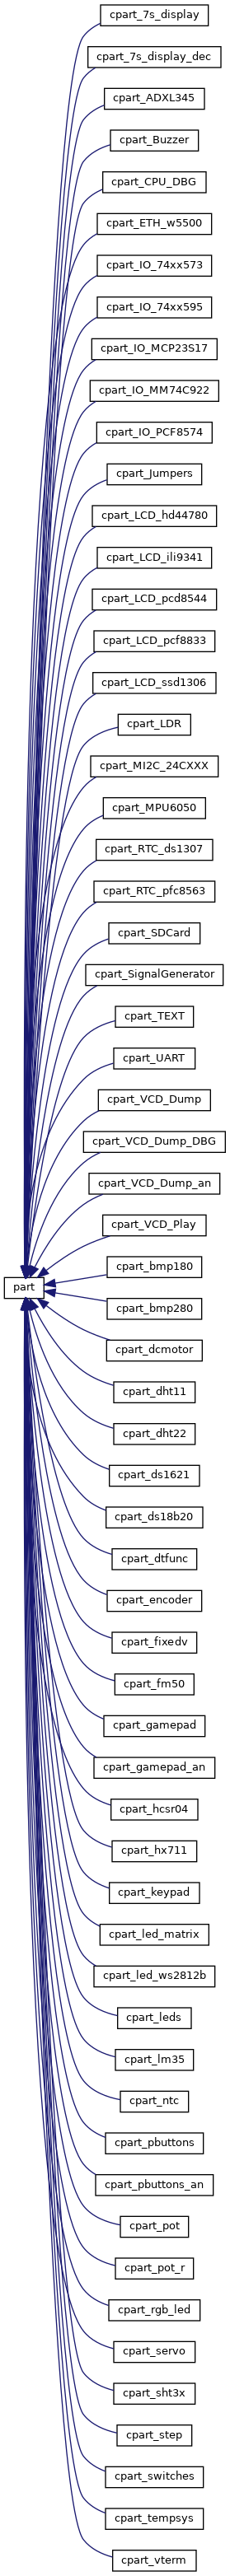 cpart_7s_display
cpart_7s_display_dec
cpart_ADXL345
cpart_Buzzer
cpart_CPU_DBG
cpart_ETH_w5500
cpart_IO_74xx573
cpart_IO_74xx595
cpart_IO_MCP23S17
cpart_IO_MM74C922
cpart_IO_PCF8574
cpart_Jumpers
cpart_LCD_hd44780
cpart_LCD_ili9341
cpart_LCD_pcd8544
cpart_LCD_pcf8833
cpart_LCD_ssd1306
cpart_LDR
cpart_MI2C_24CXXX
cpart_MPU6050
cpart_RTC_ds1307
cpart_RTC_pfc8563
cpart_SDCard
cpart_SignalGenerator
cpart_TEXT
cpart_UART
cpart_VCD_Dump
cpart_VCD_Dump_DBG
cpart_VCD_Dump_an
cpart_VCD_Play
cpart_bmp180
part
cpart_bmp280
cpart_dcmotor
cpart_dht11
cpart_dht22
cpart_ds1621
cpart_ds18b20
cpart_dtfunc
cpart_encoder
cpart_fixedv
cpart_fm50
cpart_gamepad
cpart_gamepad_an
cpart_hcsr04
cpart_hx711
cpart_keypad
cpart_led_matrix
cpart_led_ws2812b
cpart_leds
cpart_lm35
cpart_ntc
cpart_pbuttons
cpart_pbuttons_an
cpart_pot
cpart_pot_r
cpart_rgb_led
cpart_servo
cpart_sht3x
cpart_step
cpart_switches
cpart_tempsys
cpart_vterm